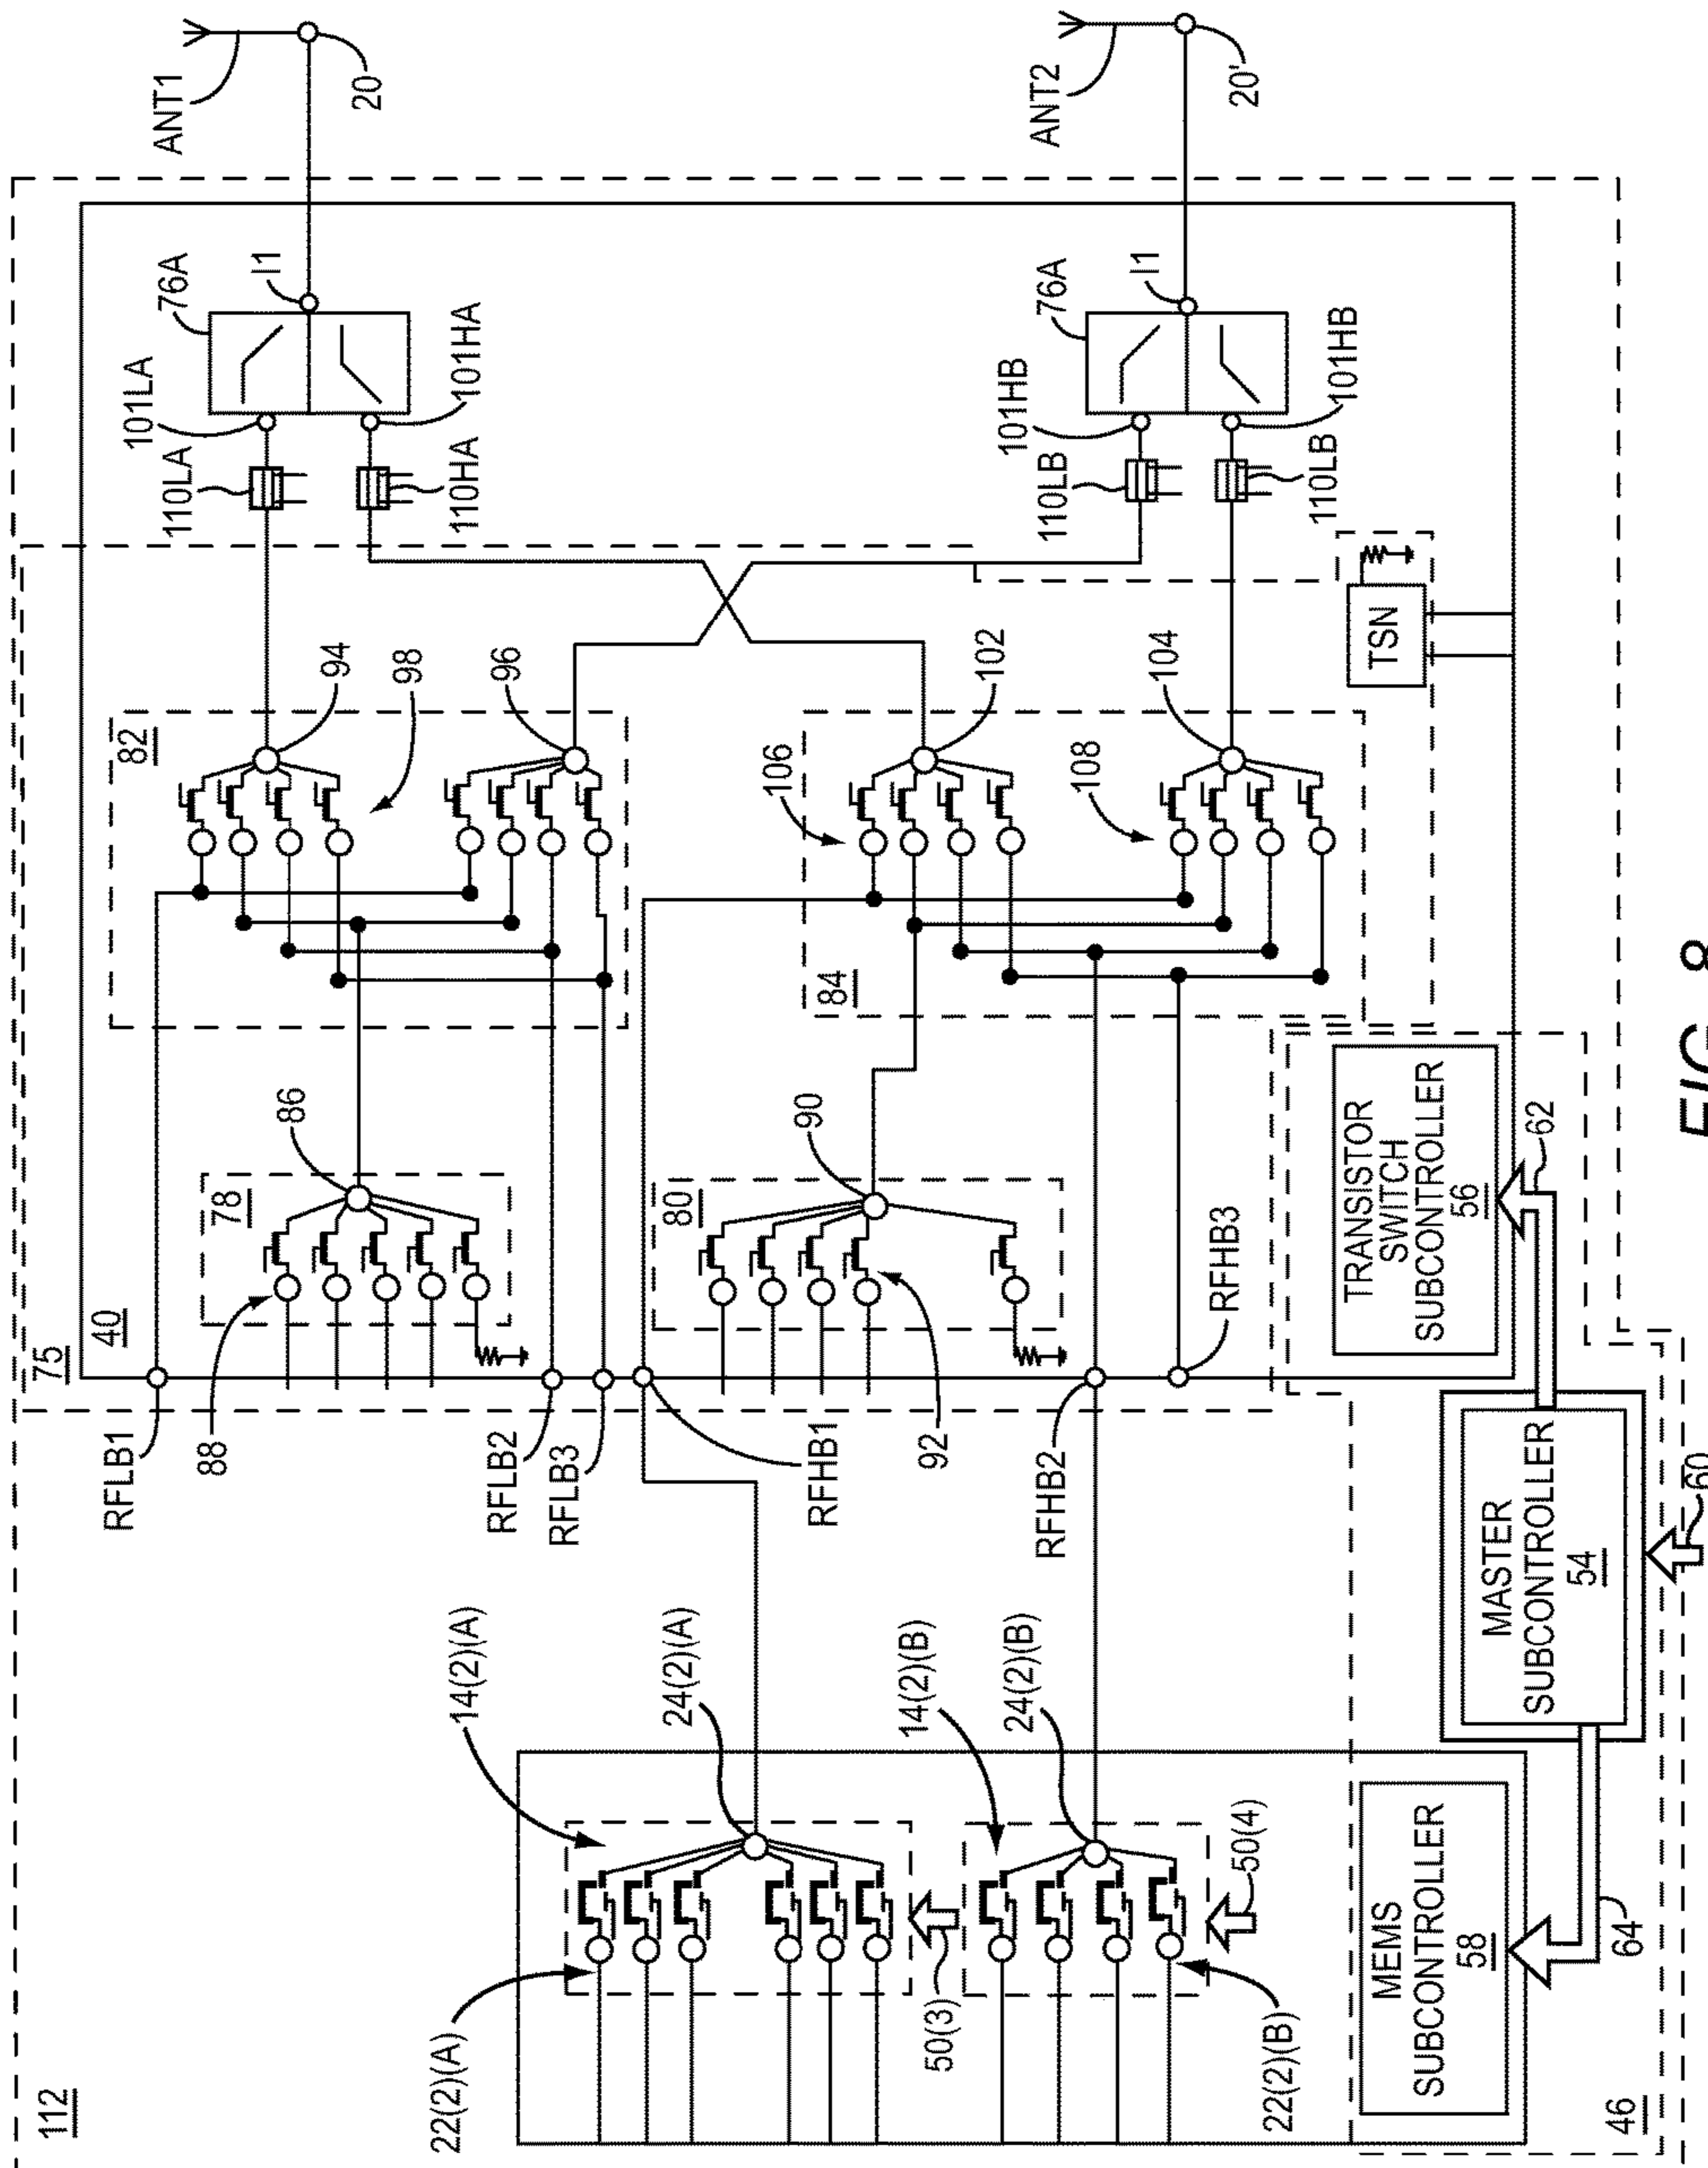 ANT1
20
ANT2
20'
I1
76A
101LA
101HA
110LA
110HA
I1
76A
101HB
101HB
110LB
110LB
TSN
82
94
98
96
102
106
104
108
84
86
78
88
90
80
92
75
40
RFLB1
RFLB2
RFLB3
RFHB1
RFHB2
RFHB3
TRANSISTOR
SWITCH
SUBCONTROLLER
56
62
MASTER
SUBCONTROLLER
54
60
14(2)(A)
24(2)(A)
14(2)(B)
24(2)(B)
22(2)(A)
50(3)
50(4)
22(2)(B)
MEMS
SUBCONTROLLER
58
64
46
112
FIG. 8